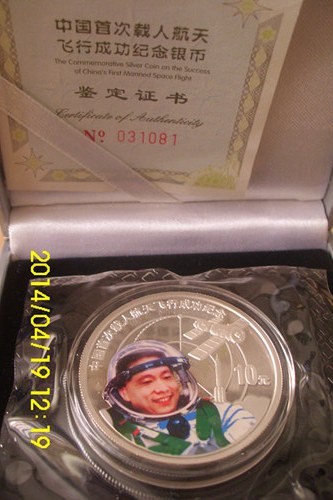 中国首次载人航天
飞行成功纪念银币
The Commemorative Silver Coin on the Success
of China's First Manned Space Flight
鉴定证书
Certificate of Authenticity
Nº 031081
中国首次载人航天飞行成功纪念
10元
2014/04/19 12:19